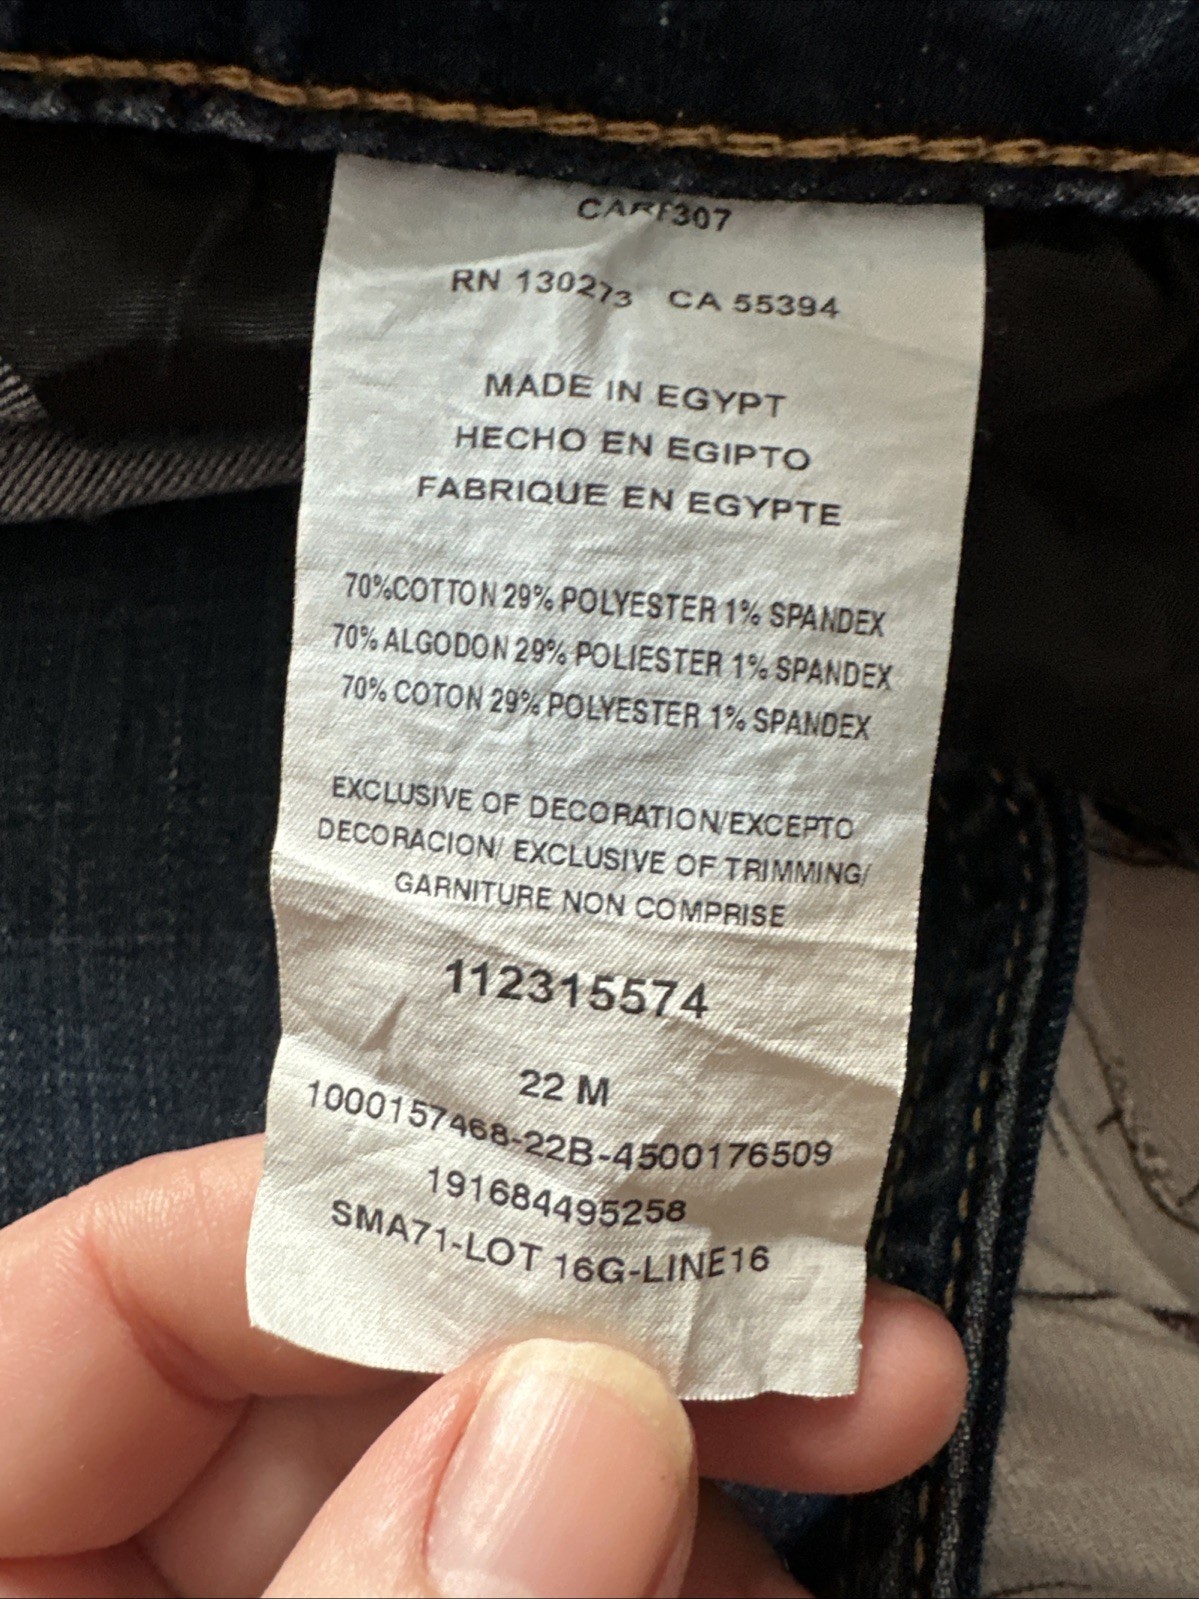 RN 130273 CA 55394
MADE IN EGYPT
HECHO EN EGIPTO
FABRIQUE EN EGYPTE
70%COTTON 29% POLYESTER 1% SPANDEX
70% ALGODON 29% POLIESTER 1% SPANDEX
70% COTON 29% POLYESTER 1% SPANDEX
EXCLUSIVE OF DECORATION/EXCEPTO
DECORACION/ EXCLUSIVE OF TRIMMING/
GARNITURE NON COMPRISE
112315574
22 M
1000157468-22B-4500176509
191684495258
SMA71-LOT 16G-LINE16